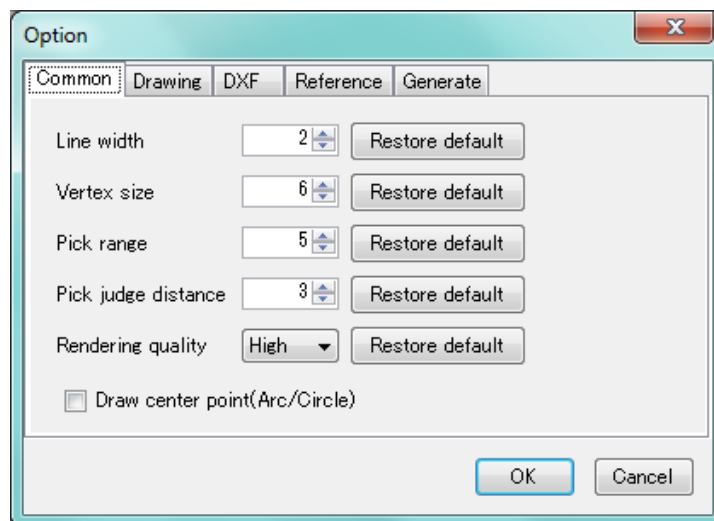 Option
Common Drawing DXF Reference Generate
Line width 2 Restore default
Vertex size 6 Restore default
Pick range 5 Restore default
Pick judge distance 3 Restore default
Rendering quality High Restore default
Draw center point(Arc/Circle)
OK Cancel